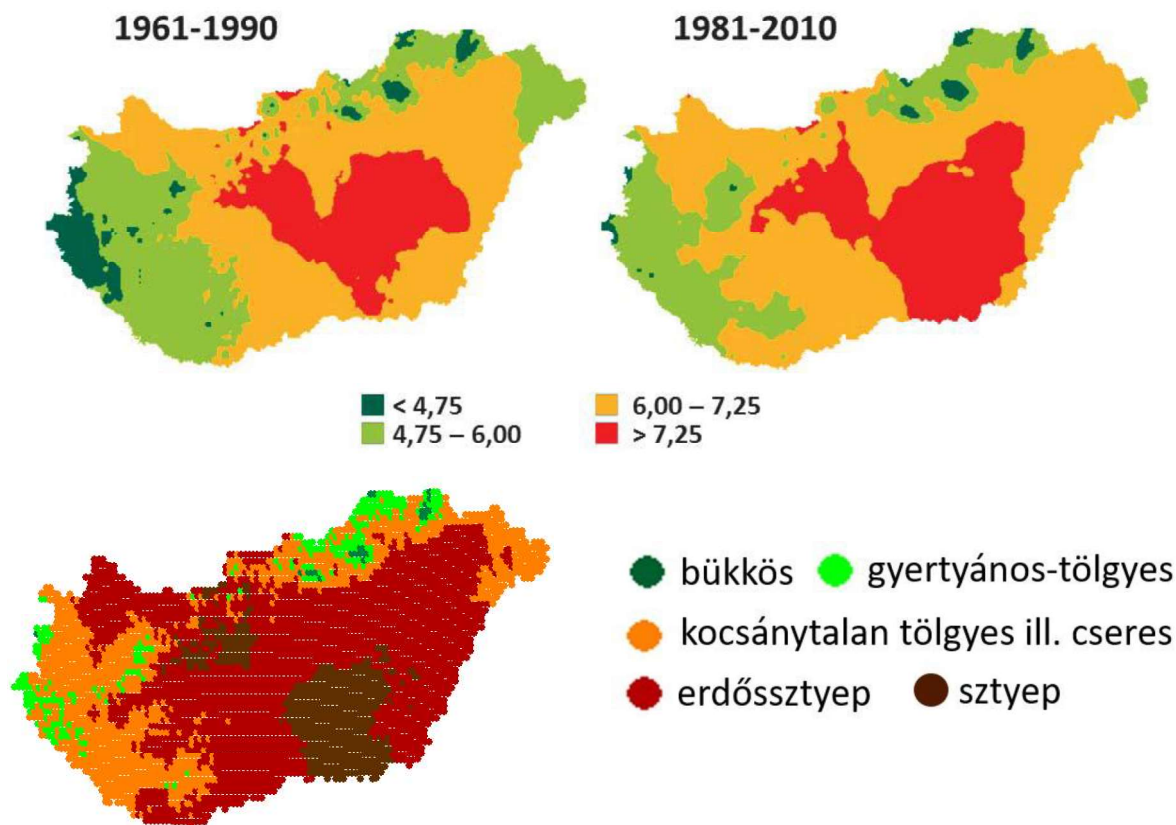 1961-1990
1981-2010
< 4,75
6,00 – 7,25
4,75 – 6,00
> 7,25
bükkös
gyertyános-tölgyes
kocsánytalan tölgyes ill. cseres
erdőssztyep
sztyep